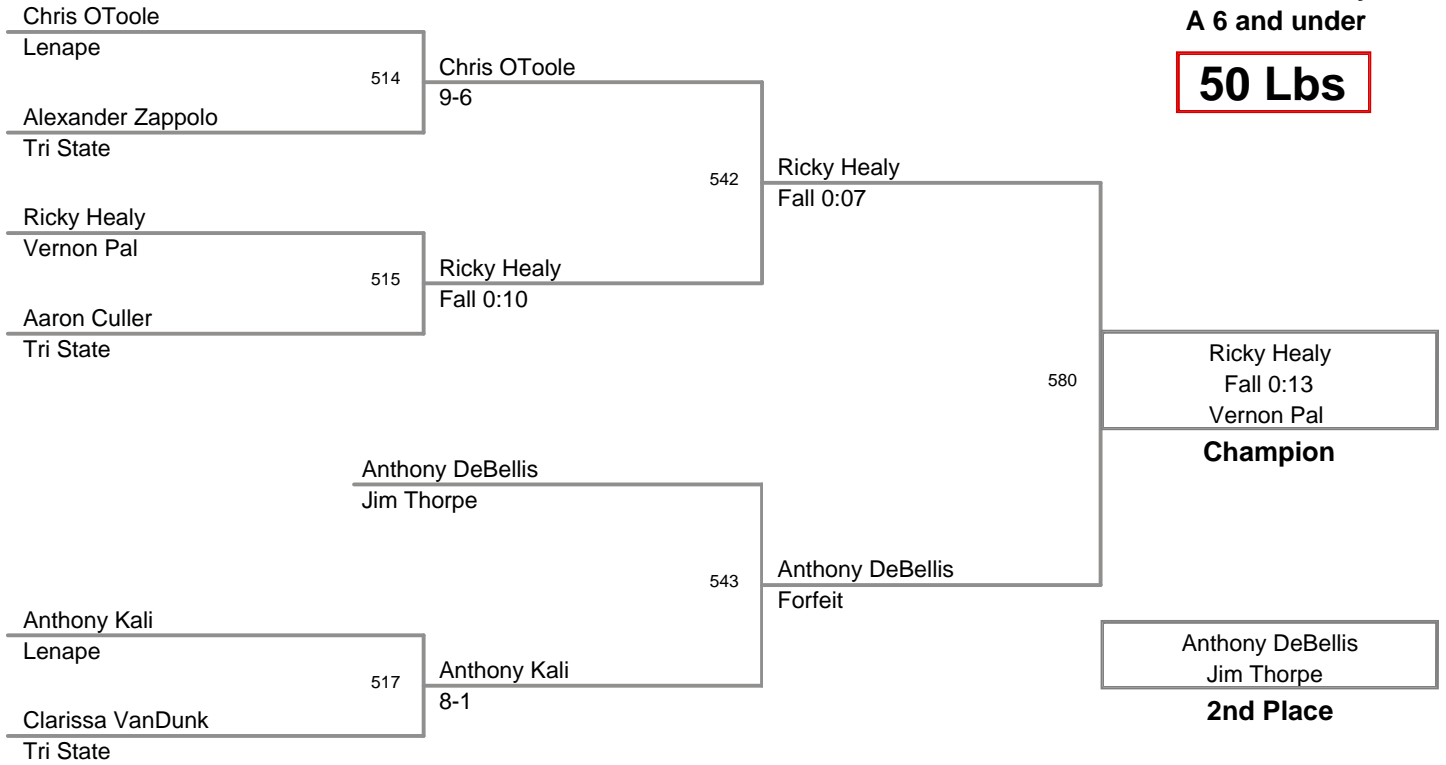 A 6 and under
50 Lbs
Chris OToole
Lenape
514
Chris OToole
9-6
Alexander Zappolo
Tri State
542
Ricky Healy
Fall 0:07
Ricky Healy
Vernon Pal
515
Ricky Healy
Fall 0:10
Aaron Culler
Tri State
580
Ricky Healy
Fall 0:13
Vernon Pal
Champion
Anthony DeBellis
Jim Thorpe
543
Anthony DeBellis
Forfeit
Anthony Kali
Lenape
517
Anthony Kali
8-1
Clarissa VanDunk
Tri State
Anthony DeBellis
Jim Thorpe
2nd Place